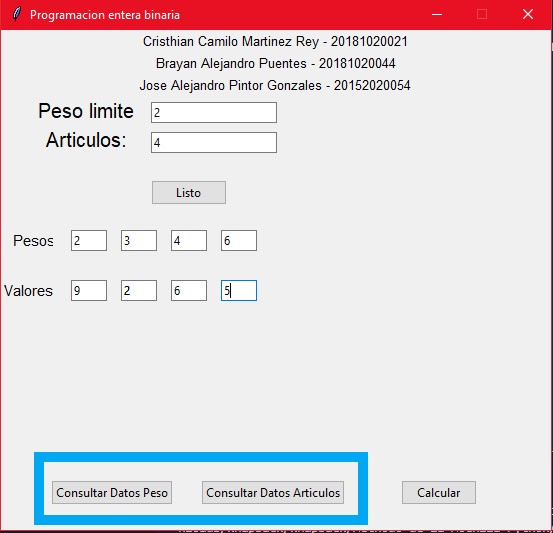 Programacion entera binaria
Cristhian Camilo Martinez Rey - 20181020021
Brayan Alejandro Puentes - 20181020044
Jose Alejandro Pintor Gonzales - 20152020054
Peso limite 2
Articulos: 4
Listo
Pesos 2 3 4 6
Valores 9 2 6 5
Consultar Datos Peso Consultar Datos Articulos Calcular